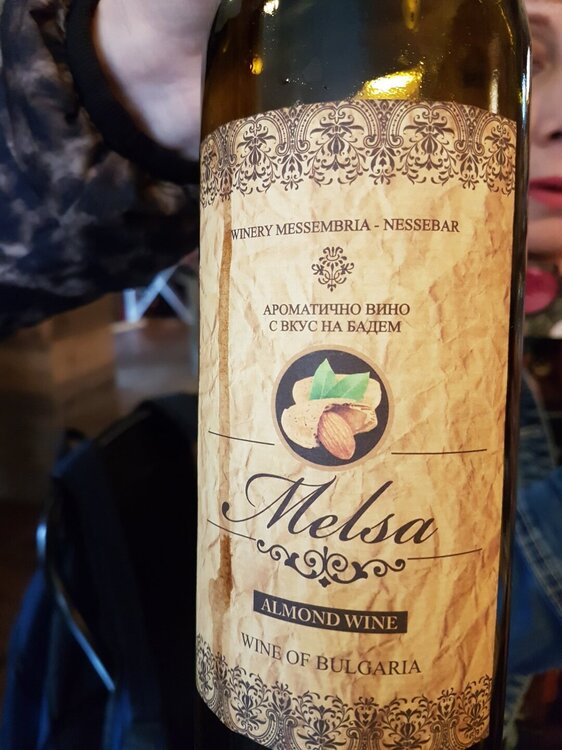 WINERY MESSEMBRIA - NESSEBAR
АРОМАТИЧНО ВИНО
С ВКУС НА БАДЕМ
Melsa
ALMOND WINE
WINE OF BULGARIA